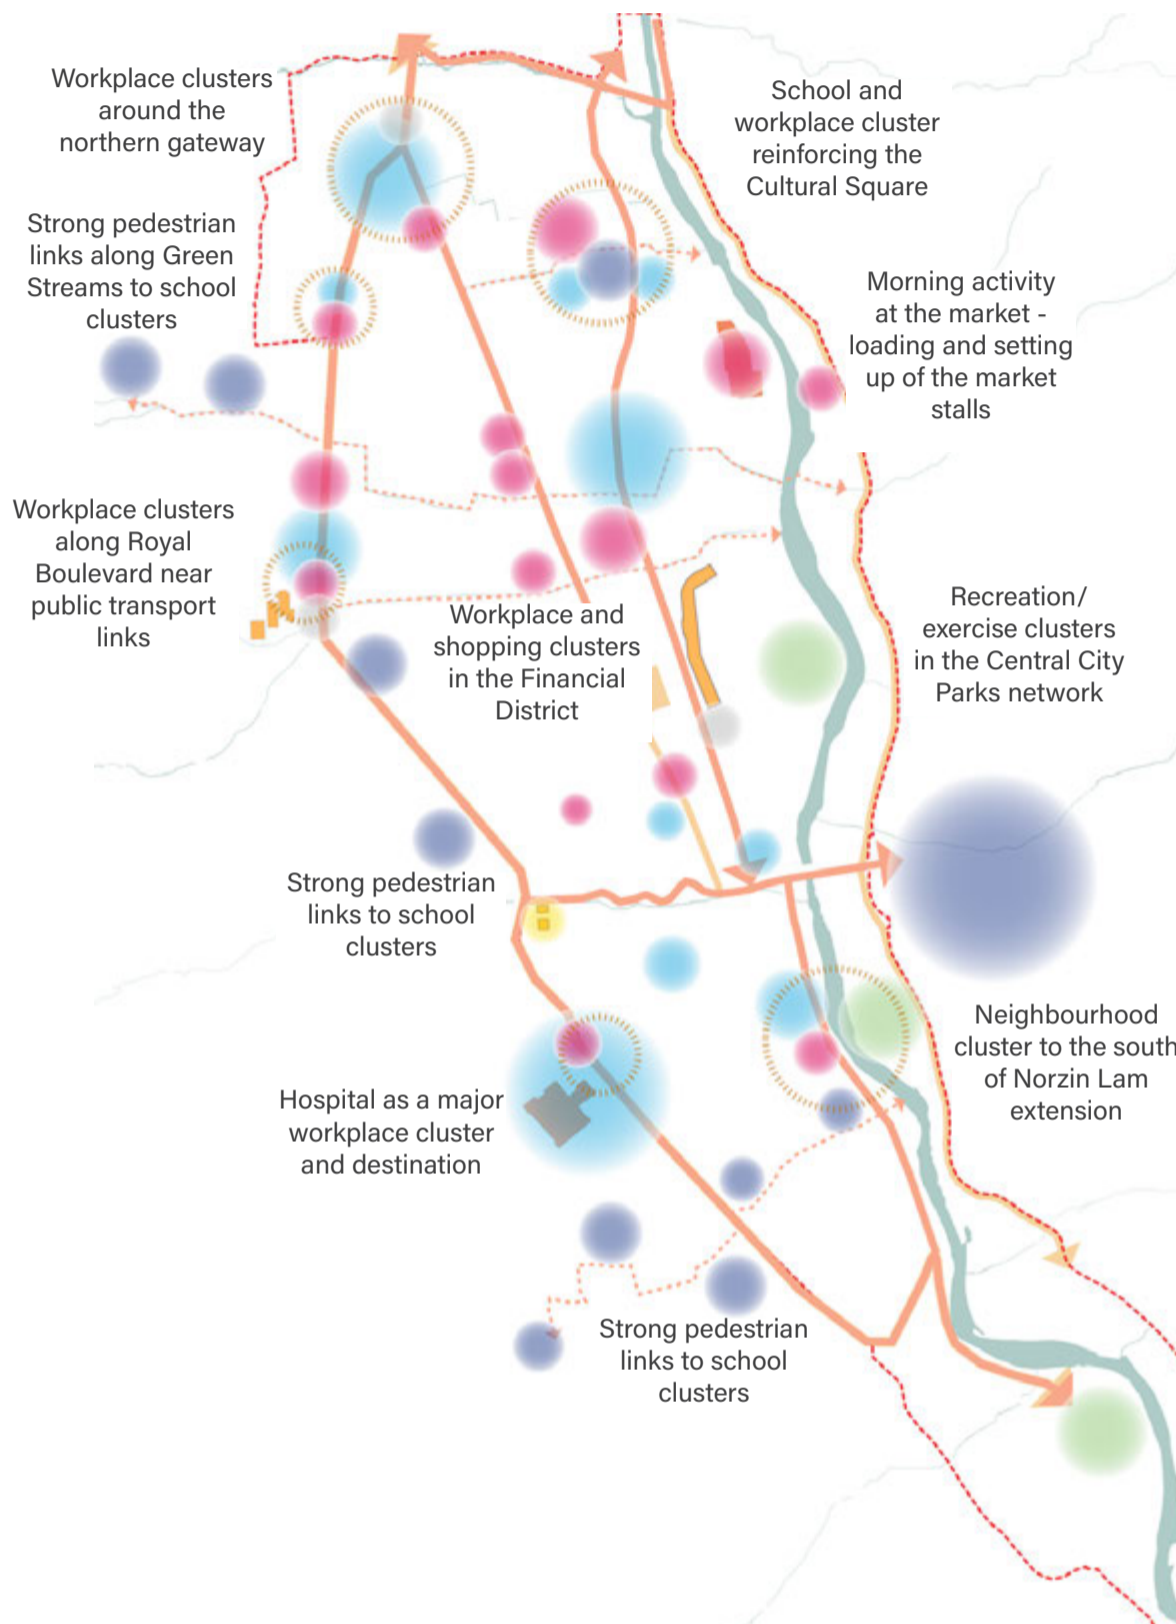 Workplace clusters
around the
northern gateway
School and
workplace cluster
reinforcing the
Cultural Square
Strong pedestrian
links along Green
Streams to school
clusters
Morning activity
at the market -
loading and setting
up of the market
stalls
Workplace clusters
along Royal
Boulevard near
public transport
links
Workplace and
shopping clusters
in the Financial
District
Recreation/
exercise clusters
in the Central City
Parks network
Strong pedestrian
links to school
clusters
Neighbourhood
cluster to the south
of Norzin Lam
extension
Hospital as a major
workplace cluster
and destination
Strong pedestrian
links to school
clusters